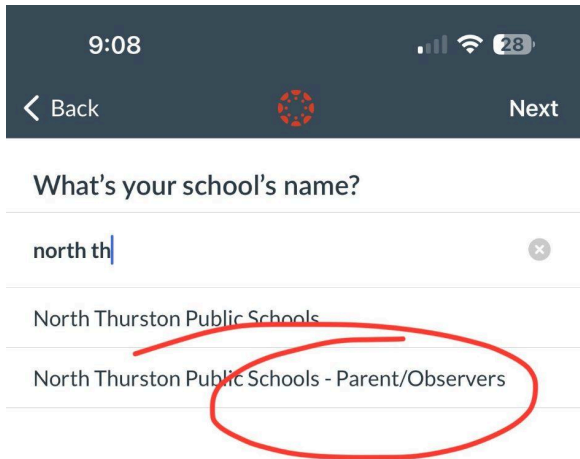 9:08
28
Back
Next
What's your school's name?
north th
North Thurston Public Schools
North Thurston Public Schools - Parent/Observers